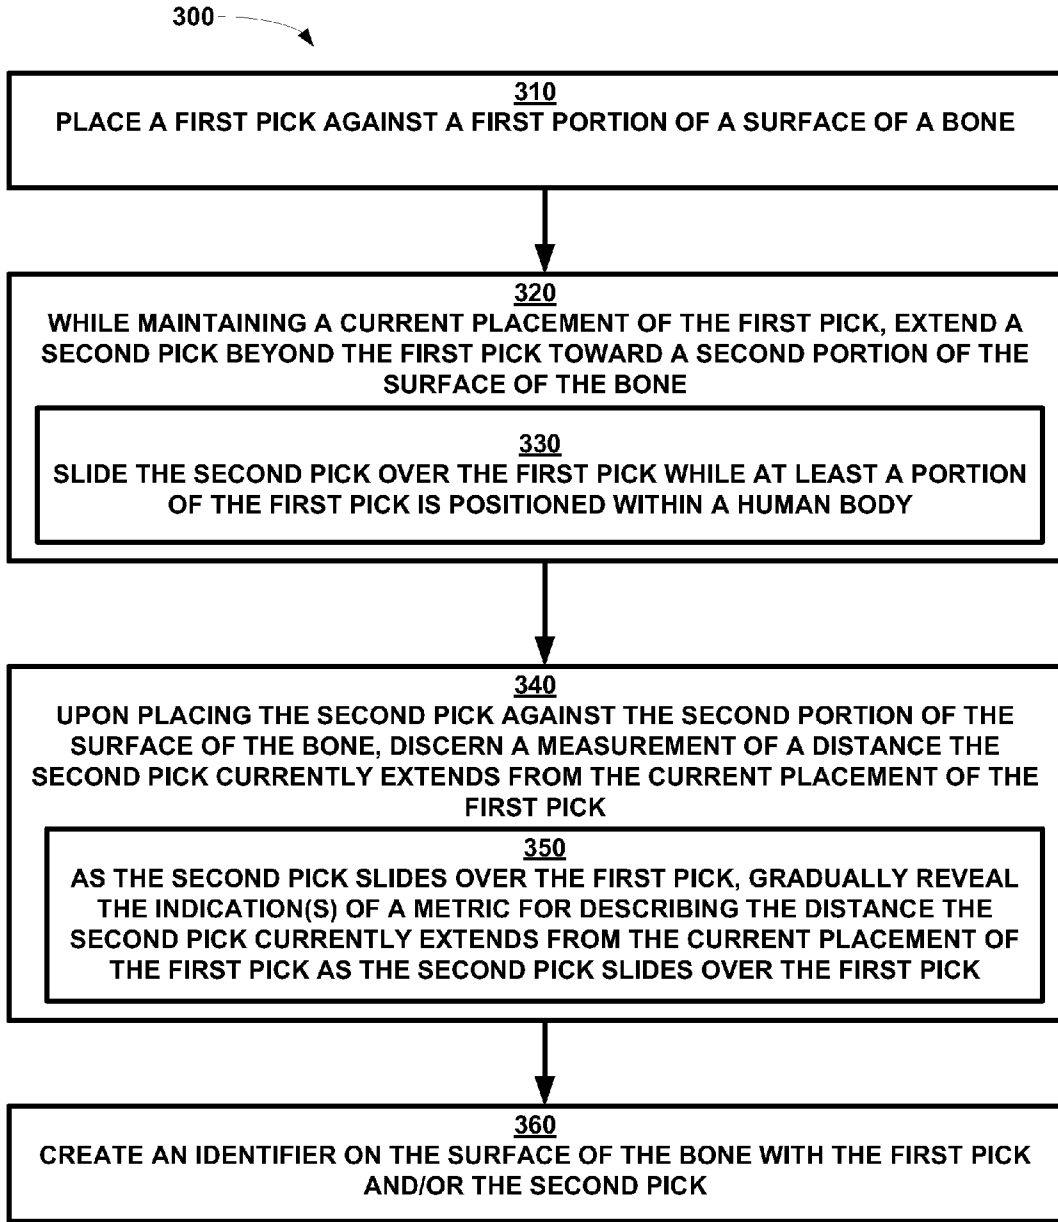 300
310
PLACE A FIRST PICK AGAINST A FIRST PORTION OF A SURFACE OF A BONE
320
WHILE MAINTAINING A CURRENT PLACEMENT OF THE FIRST PICK, EXTEND A
SECOND PICK BEYOND THE FIRST PICK TOWARD A SECOND PORTION OF THE
SURFACE OF THE BONE
330
SLIDE THE SECOND PICK OVER THE FIRST PICK WHILE AT LEAST A PORTION
OF THE FIRST PICK IS POSITIONED WITHIN A HUMAN BODY
340
UPON PLACING THE SECOND PICK AGAINST THE SECOND PORTION OF THE
SURFACE OF THE BONE, DISCERN A MEASUREMENT OF A DISTANCE THE
SECOND PICK CURRENTLY EXTENDS FROM THE CURRENT PLACEMENT OF THE
FIRST PICK
350
AS THE SECOND PICK SLIDES OVER THE FIRST PICK, GRADUALLY REVEAL
THE INDICATION(S) OF A METRIC FOR DESCRIBING THE DISTANCE THE
SECOND PICK CURRENTLY EXTENDS FROM THE CURRENT PLACEMENT OF
THE FIRST PICK AS THE SECOND PICK SLIDES OVER THE FIRST PICK
360
CREATE AN IDENTIFIER ON THE SURFACE OF THE BONE WITH THE FIRST PICK
AND/OR THE SECOND PICK